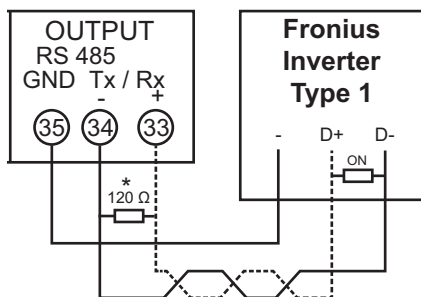 OUTPUT
RS 485
GND Tx / Rx
- +
35 34 33
*
120 Ω
Fronius
Inverter
Type 1
- D+ D-
ON